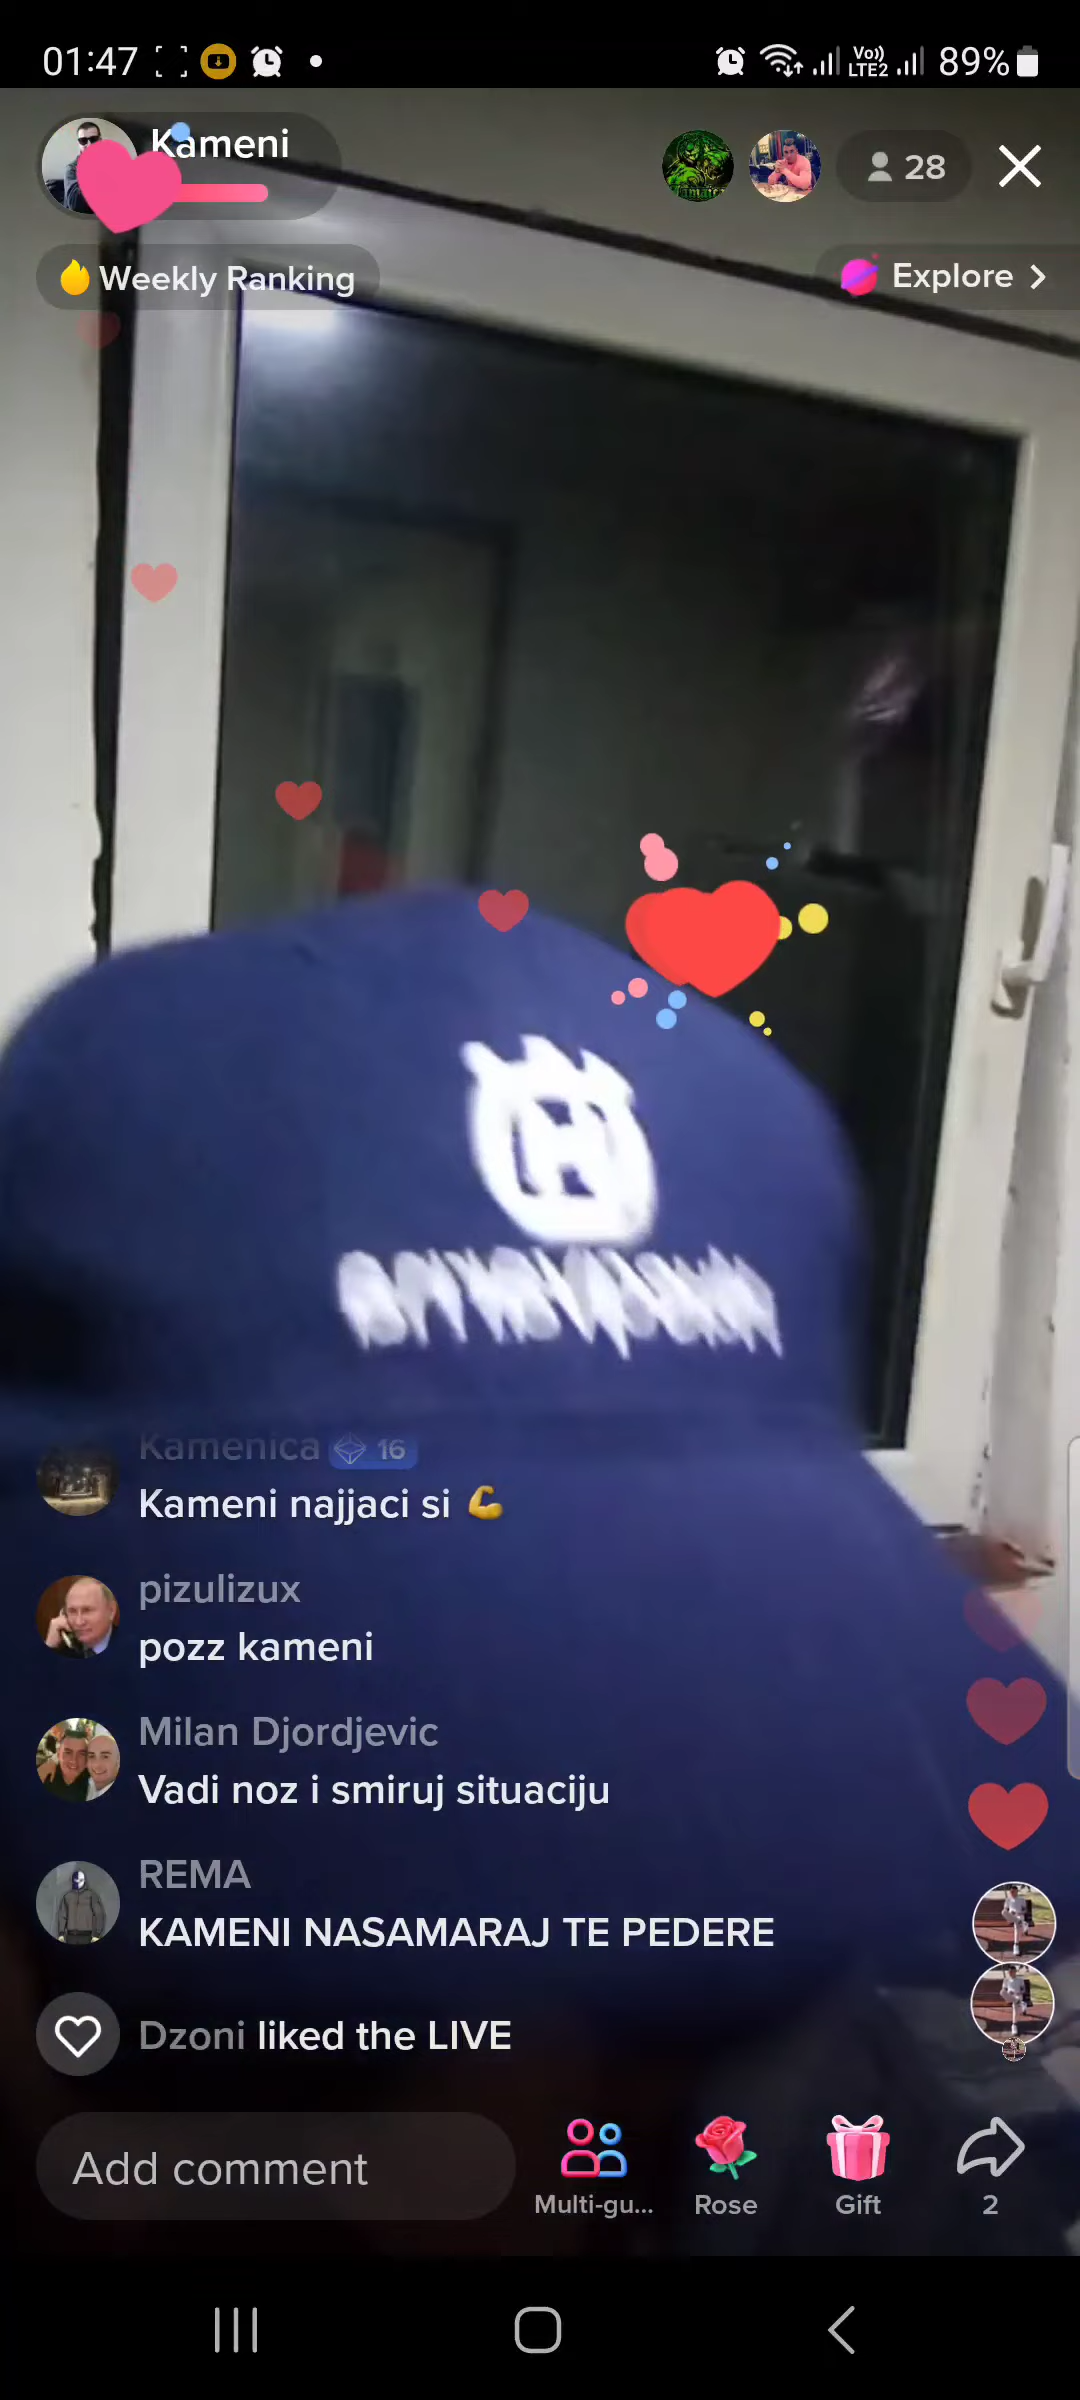 01:47
Vo))
LTE2
89%
Kameni
28
Weekly Ranking
Explore
H
Kamenica 16
Kameni najjaci si
pizulizux
pozz kameni
Milan Djordjevic
Vadi noz i smiruj situaciju
REMA
KAMENI NASAMARAJ TE PEDERE
Dzoni liked the LIVE
Add comment
Multi-gu...
Rose
Gift
2